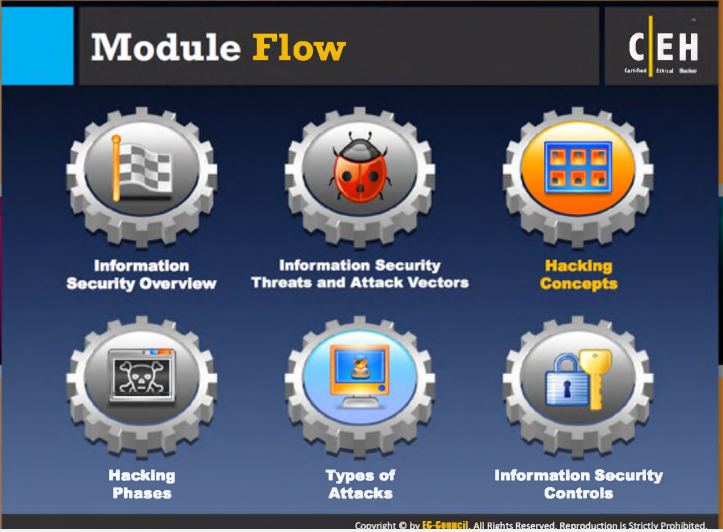 Module Flow
C|EH
Certified Ethical Hacker
Information
Security Overview
Information Security
Threats and Attack Vectors
Hacking
Concepts
Hacking
Phases
Types of
Attacks
Information Security
Controls
Copyright © by EC-Council. All Rights Reserved. Reproduction is Strictly Prohibited.